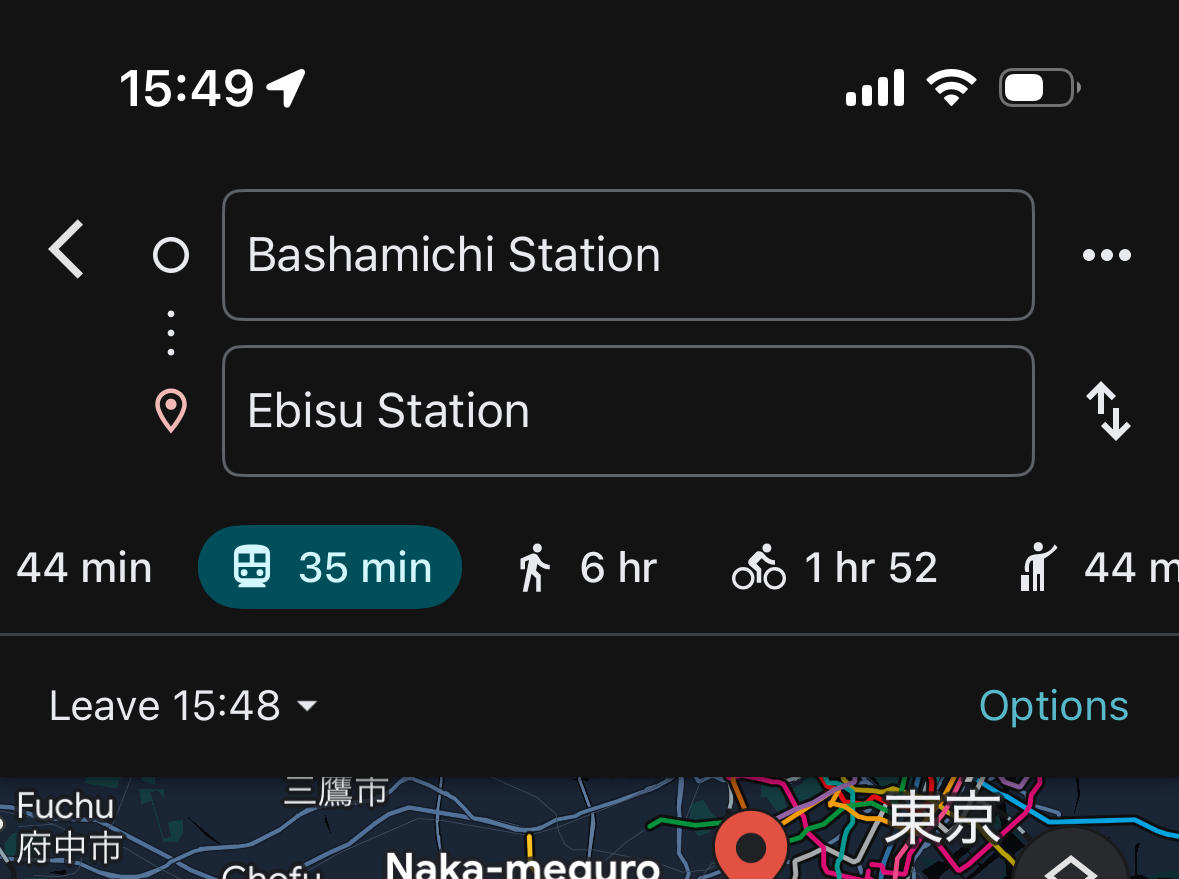 15:49
Bashamichi Station
Ebisu Station
44 min 35 min 6 hr 1 hr 52 44 m
Leave 15:48 Options
三鷹市
Fuchu
府中市
東京
Chofu
Naka-meguro